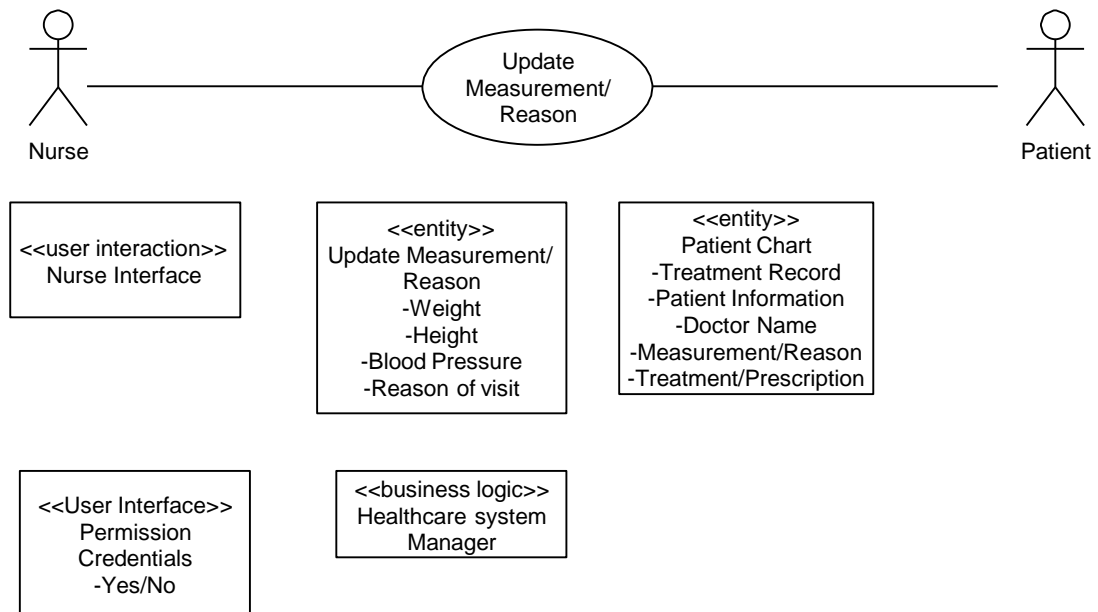 Update
Measurement/
Reason
Nurse
Patient
<<user interaction>>
Nurse Interface
<<entity>>
Update Measurement/
Reason
-Weight
-Height
-Blood Pressure
-Reason of visit
<<entity>>
Patient Chart
-Treatment Record
-Patient Information
-Doctor Name
-Measurement/Reason
-Treatment/Prescription
<<User Interface>>
Permission
Credentials
-Yes/No
<<business logic>>
Healthcare system
Manager